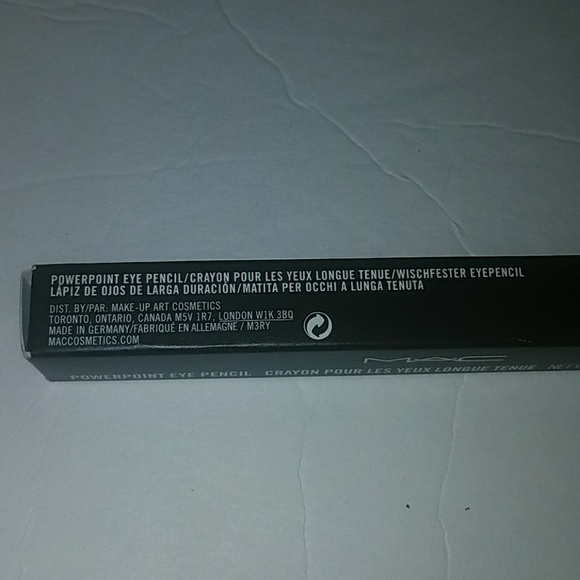 POWERPOINT EYE PENCIL/CRAYON POUR LES YEUX LONGUE TENUE/WISCHFESTER EYEPENCIL
LÁPIZ DE OJOS DE LARGA DURACIÓN/MATITA PER OCCHI A LUNGA TENUTA
DIST. BY/PAR: MAKE-UP ART COSMETICS
TORONTO, ONTARIO, CANADA M5V 1R7, LONDON W1K 3BQ
MADE IN GERMANY/FABRIQUÉ EN ALLEMAGNE / M3RY
MACCOSMETICS.COM
MAC
POWERPOINT EYE PENCIL CRAYON POUR LES YEUX LONGUE TENUE NET